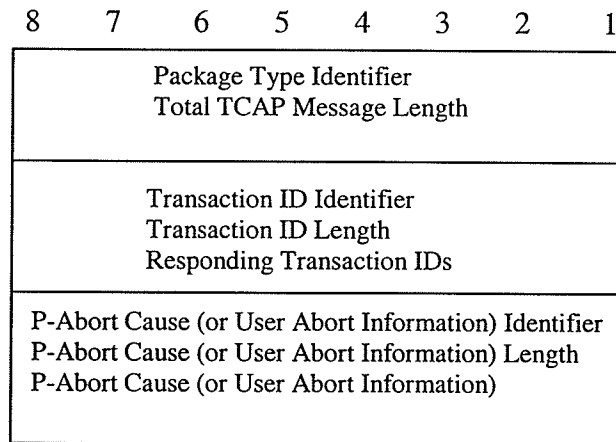 8 7 6 5 4 3 2 1
Package Type Identifier
Total TCAP Message Length
Transaction ID Identifier
Transaction ID Length
Responding Transaction IDs
P-Abort Cause (or User Abort Information) Identifier
P-Abort Cause (or User Abort Information) Length
P-Abort Cause (or User Abort Information)